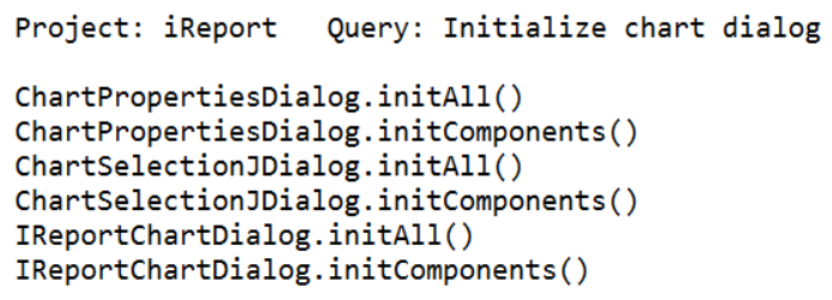 Project: iReport   Query: Initialize chart dialog
ChartPropertiesDialog.initAll()
ChartPropertiesDialog.initComponents()
ChartSelectionJDialog.initAll()
ChartSelectionJDialog.initComponents()
IReportChartDialog.initAll()
IReportChartDialog.initComponents()